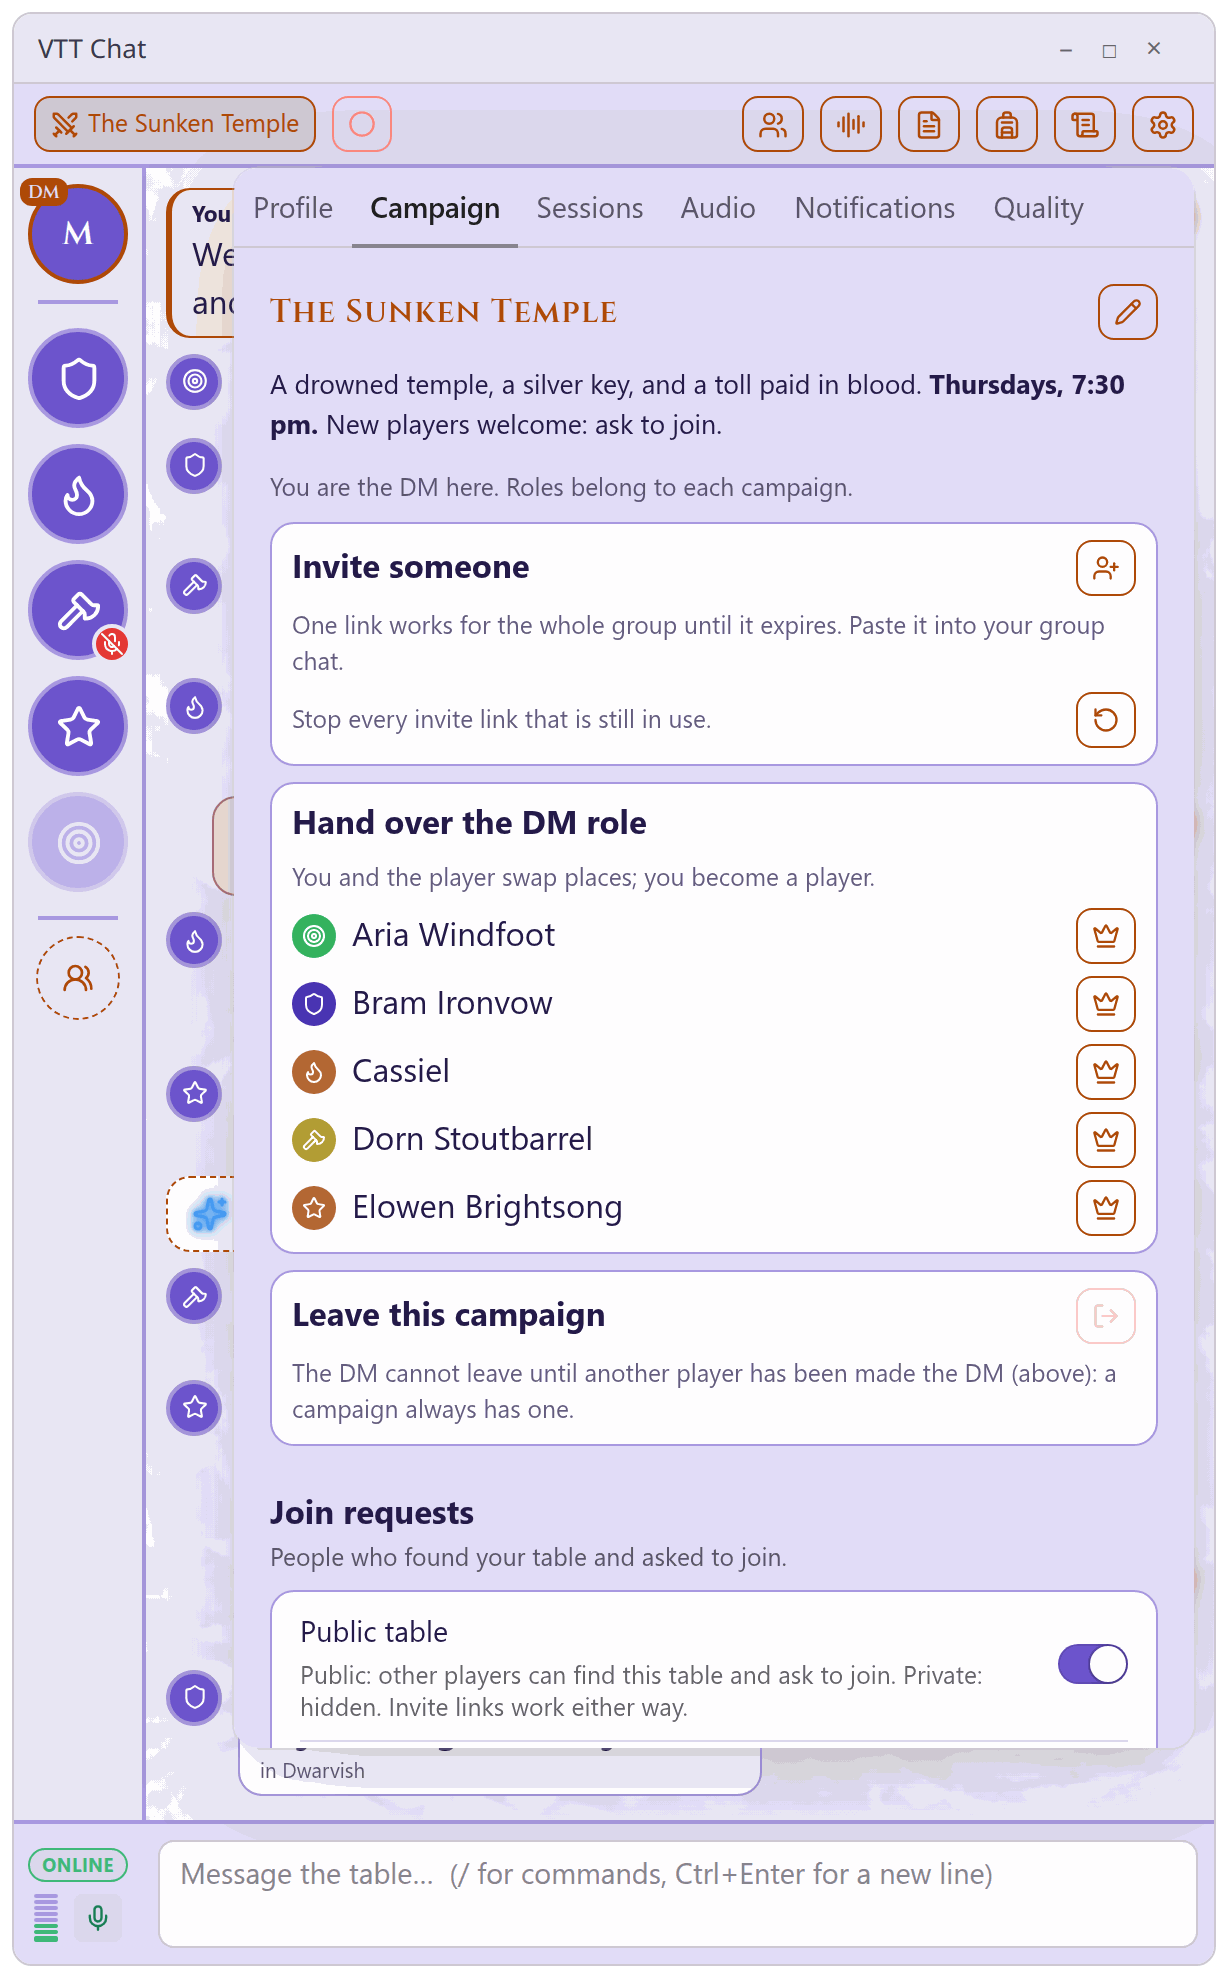 VTT Chat
The Sunken Temple
DM
M
You
We
and
Profile Campaign Sessions Audio Notifications Quality
The Sunken Temple
A drowned temple, a silver key, and a toll paid in blood. Thursdays, 7:30
pm. New players welcome: ask to join.
You are the DM here. Roles belong to each campaign.
Invite someone
One link works for the whole group until it expires. Paste it into your group
chat.
Stop every invite link that is still in use.
Hand over the DM role
You and the player swap places; you become a player.
Aria Windfoot
Bram Ironvow
Cassiel
Dorn Stoutbarrel
Elowen Brightsong
Leave this campaign
The DM cannot leave until another player has been made the DM (above): a
campaign always has one.
Join requests
People who found your table and asked to join.
Public table
Public: other players can find this table and ask to join. Private:
hidden. Invite links work either way.
in Dwarvish
ONLINE
Message the table... (/ for commands, Ctrl+Enter for a new line)